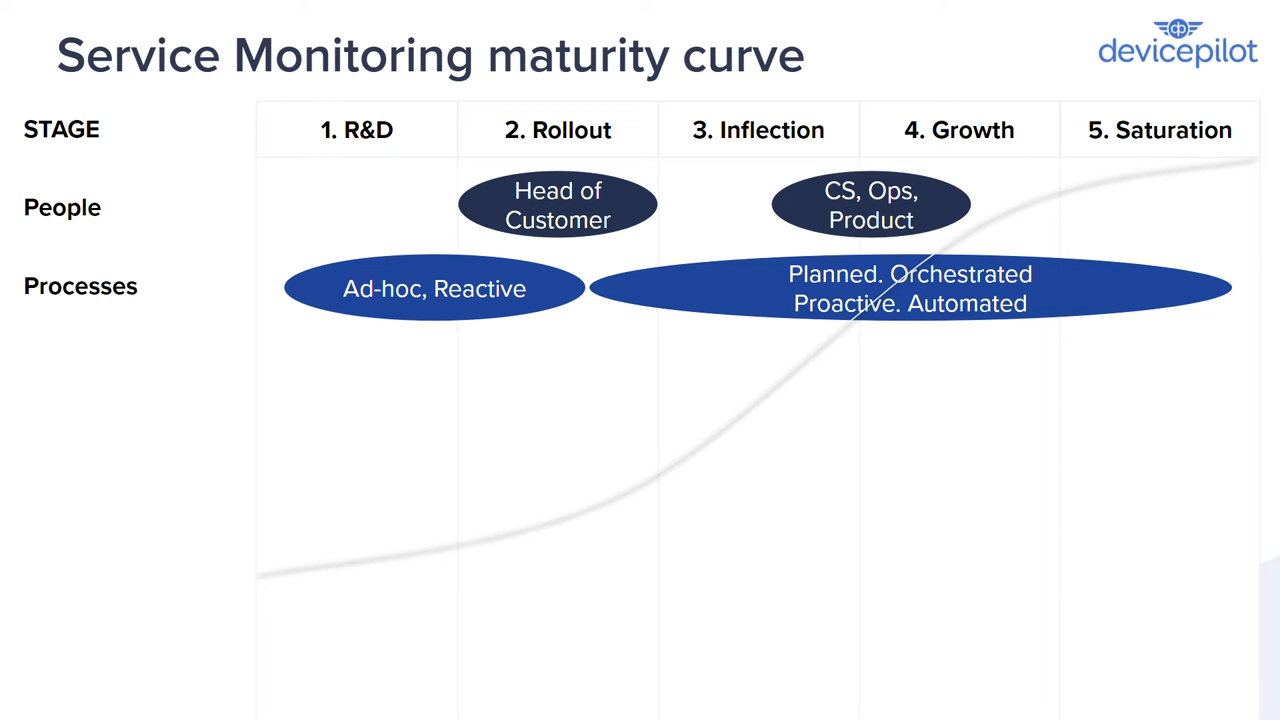 Service Monitoring maturity curve
devicepilot
STAGE
1. R&D
2. Rollout
3. Inflection
4. Growth
5. Saturation
People
Head of
Customer
CS, Ops,
Product
Processes
Ad-hoc, Reactive
Planned. Orchestrated
Proactive. Automated